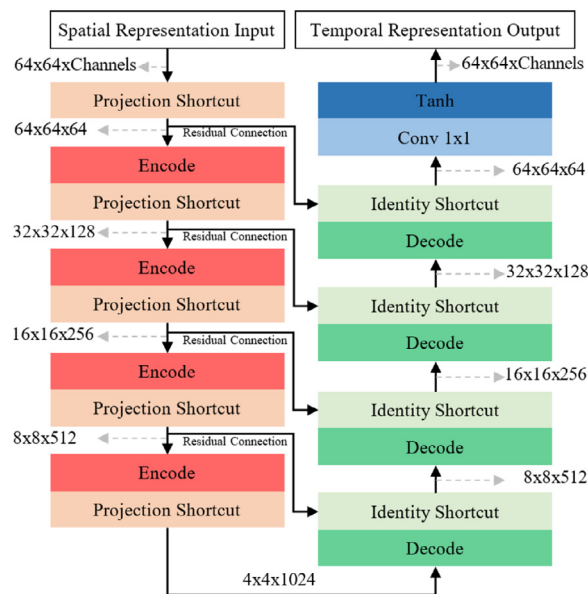 Spatial Representation Input
64x64xChannels
Projection Shortcut
64x64x64
Residual Connection
Encode
Projection Shortcut
32x32x128
Residual Connection
Encode
Projection Shortcut
16x16x256
Residual Connection
Encode
Projection Shortcut
8x8x512
Residual Connection
Encode
Projection Shortcut
4x4x1024
Temporal Representation Output
64x64xChannels
Tanh
Conv 1x1
64x64x64
Identity Shortcut
Decode
32x32x128
Identity Shortcut
Decode
16x16x256
Identity Shortcut
Decode
8x8x512
Identity Shortcut
Decode